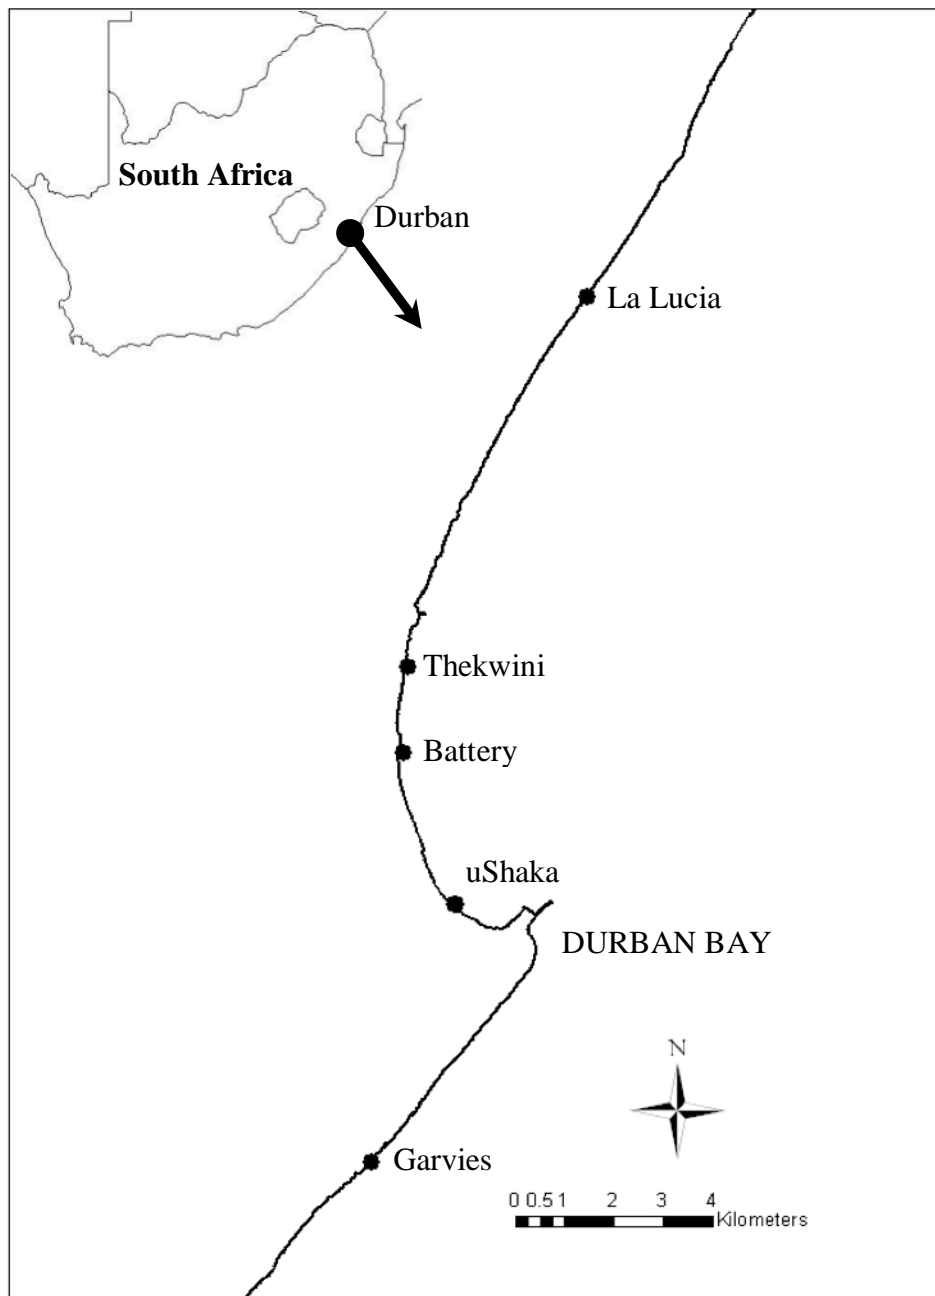 South Africa
Durban
La Lucia
Thekwini
Battery
uShaka
DURBAN BAY
N
Garvies
0 0.5 1 2 3 4
Kilometers